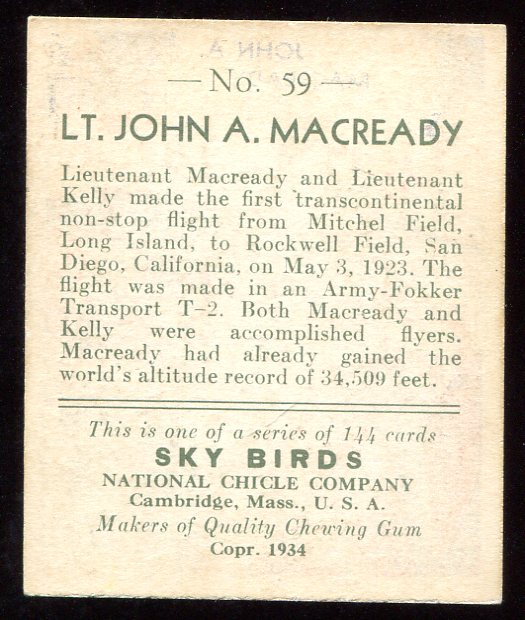 — No. 59 —
LT. JOHN A. MACREADY
Lieutenant Macready and Lieutenant
Kelly made the first transcontinental
non-stop flight from Mitchel Field,
Long Island, to Rockwell Field, San
Diego, California, on May 3, 1923. The
flight was made in an Army-Fokker
Transport T-2. Both Macready and
Kelly were accomplished flyers.
Macready had already gained the
world's altitude record of 34,509 feet.
This is one of a series of 144 cards
SKY BIRDS
NATIONAL CHICLE COMPANY
Cambridge, Mass., U. S. A.
Makers of Quality Chewing Gum
Copr. 1934